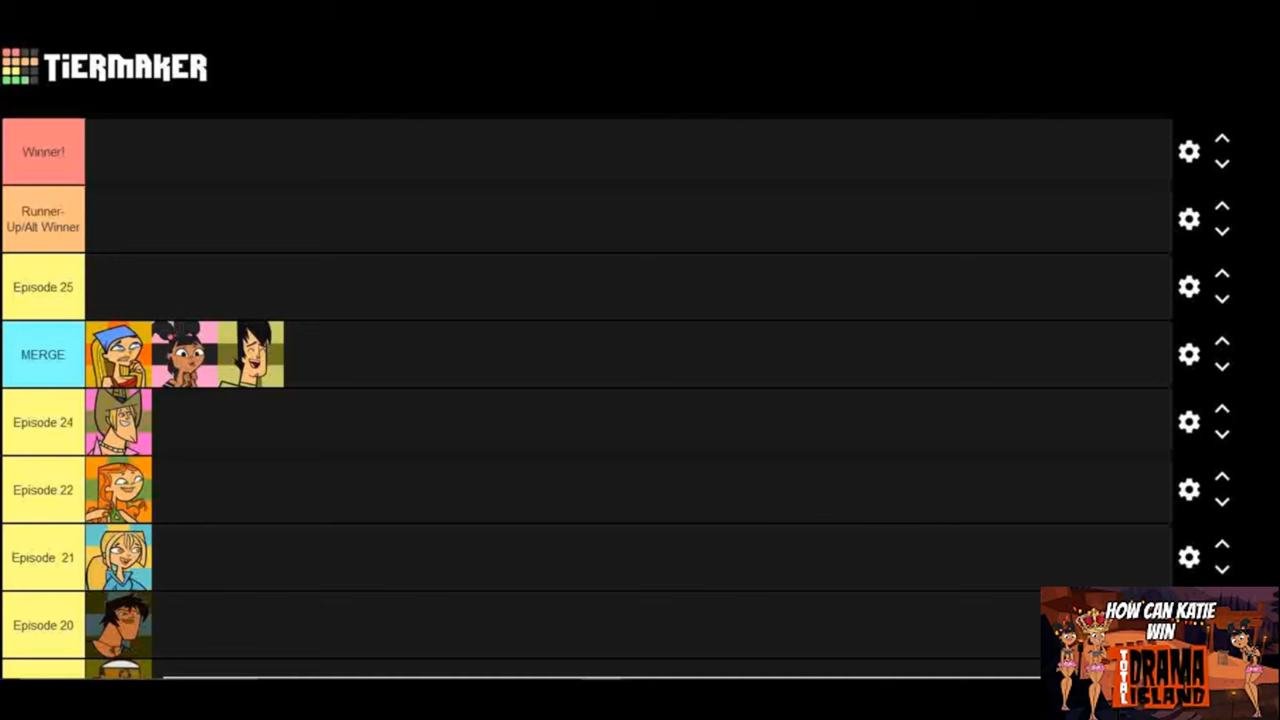 TIERMAKER
Winner!
Runner-
Up/Alt Winner
Episode 25
MERGE
Episode 24
Episode 22
Episode 21
Episode 20
HOW CAN KATIE
WIN
TOTAL
DRAMA
ISLAND